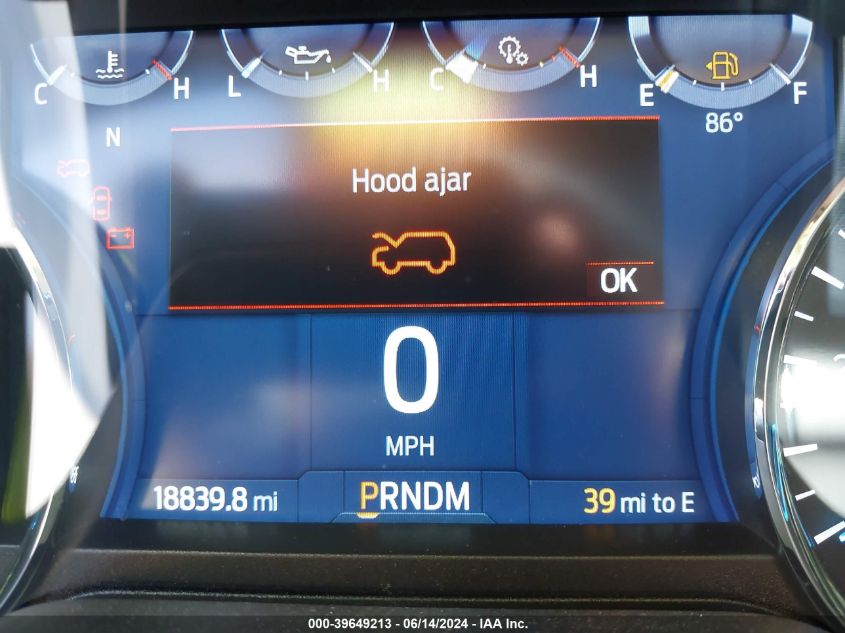 C H L H C H E F
86°
N
Hood ajar
OK
0
MPH
18839.8 mi PRNDM 39 mi to E
000-39649213 - 06/14/2024 - IAA Inc.